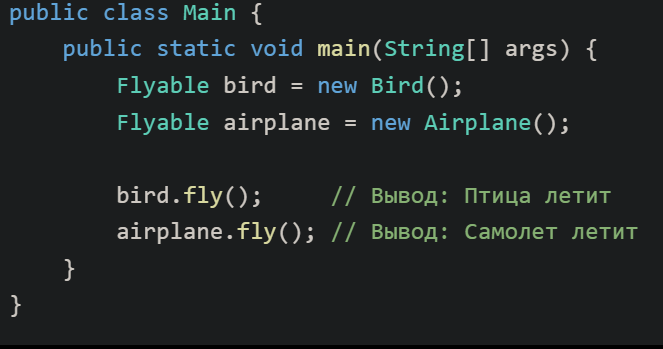 public class Main {
    public static void main(String[] args) {
        Flyable bird = new Bird();
        Flyable airplane = new Airplane();

        bird.fly();     // Вывод: Птица летит
        airplane.fly(); // Вывод: Самолет летит
    }
}